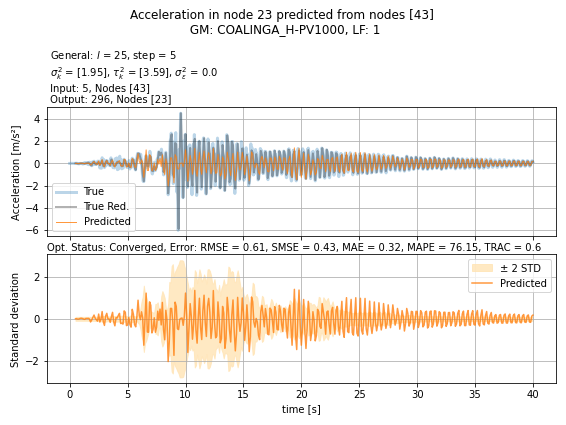 Acceleration in node 23 predicted from nodes [43]
GM: COALINGA_H-PV1000, LF: 1
General: l = 25, step = 5
σ²ₖ = [1.95], τ²ₖ = [3.59], σ²ε = 0.0
Input: 5, Nodes [43]
Output: 296, Nodes [23]
Acceleration [m/s²]
4
2
0
−2
−4
−6
True
True Red.
Predicted
Opt. Status: Converged, Error: RMSE = 0.61, SMSE = 0.43, MAE = 0.32, MAPE = 76.15, TRAC = 0.6
Standard deviation
2
0
−2
± 2 STD
Predicted
0 5 10 15 20 25 30 35 40
time [s]